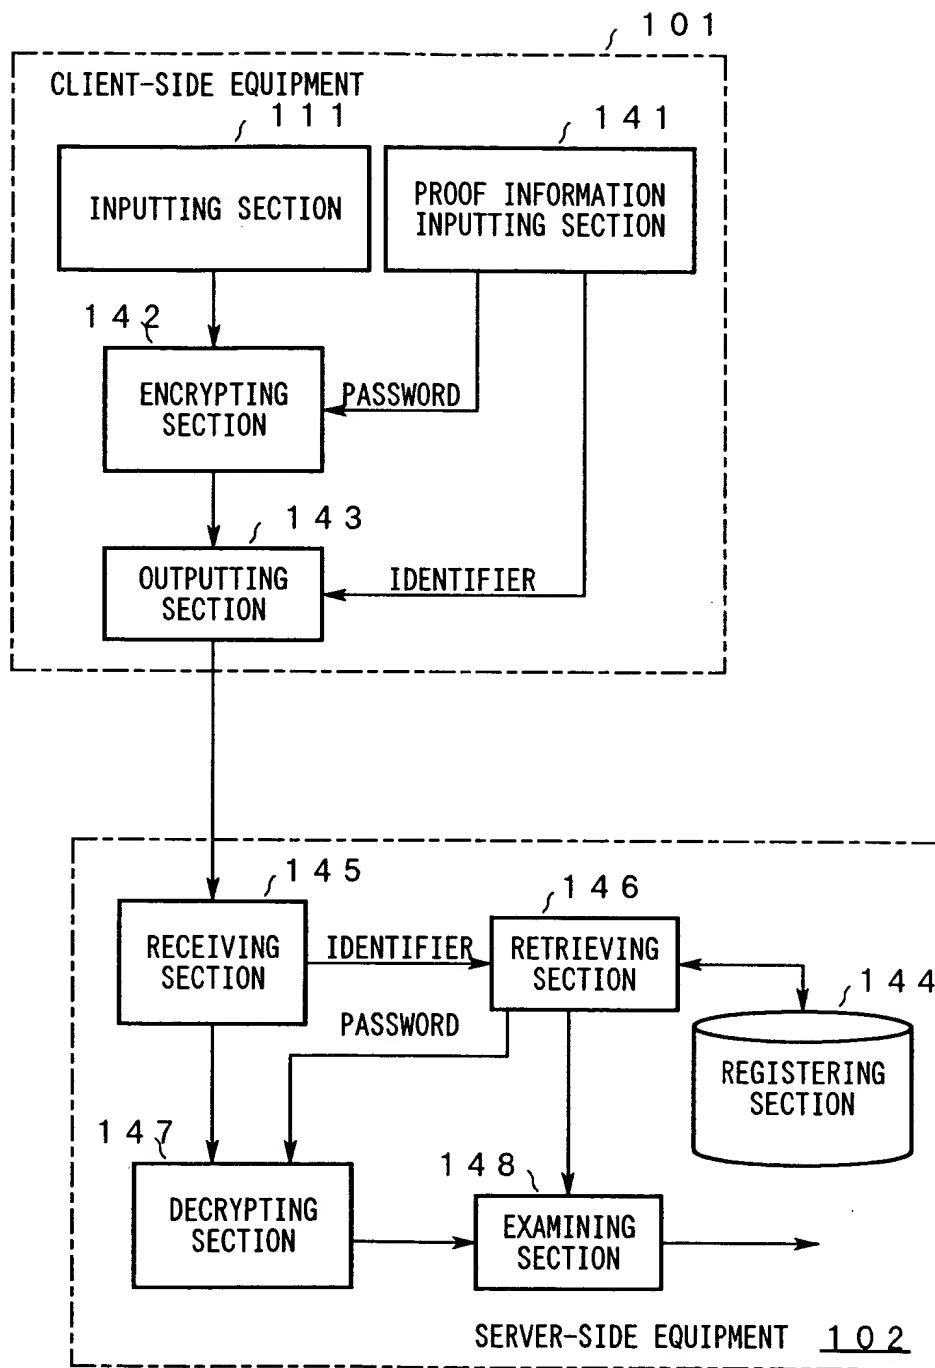 101
CLIENT-SIDE EQUIPMENT
111
141
INPUTTING SECTION
PROOF INFORMATION
INPUTTING SECTION
142
ENCRYPTING
SECTION
PASSWORD
143
OUTPUTTING
SECTION
IDENTIFIER
145
146
RECEIVING
SECTION
IDENTIFIER
RETRIEVING
SECTION
144
PASSWORD
REGISTERING
SECTION
147
148
DECRYPTING
SECTION
EXAMINING
SECTION
SERVER-SIDE EQUIPMENT 102